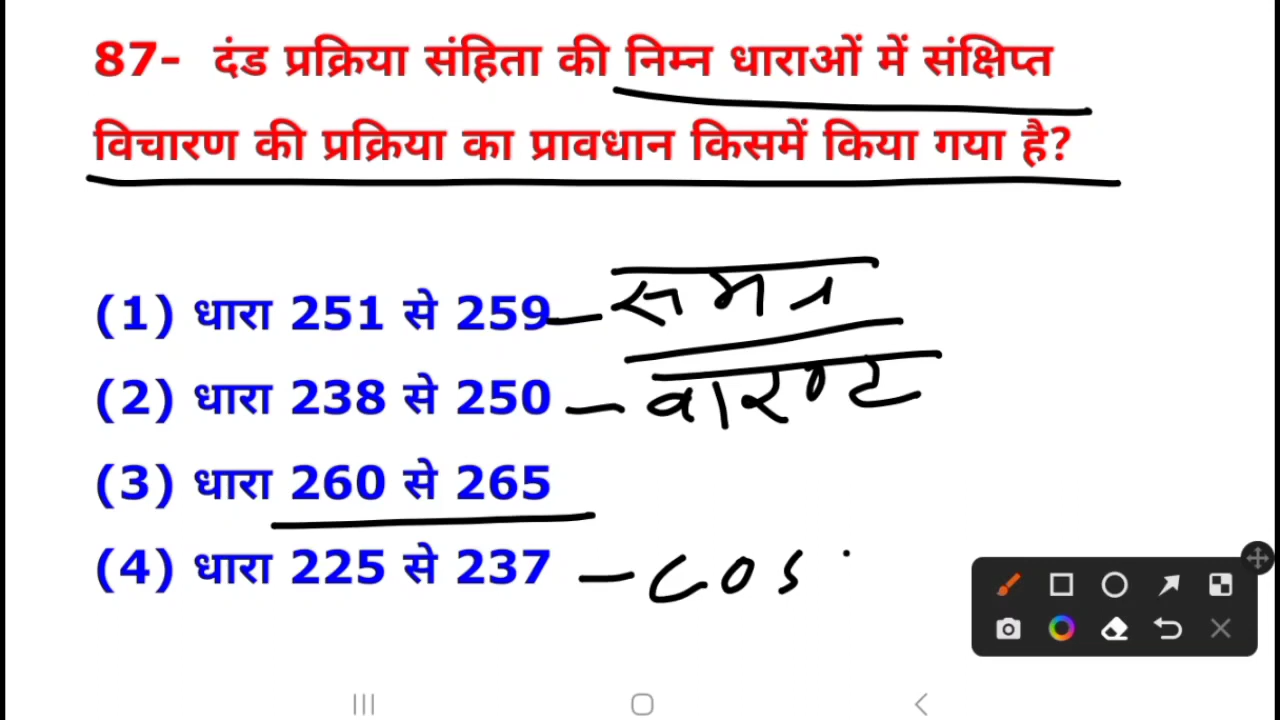 87- दंड प्रक्रिया संहिता की निम्न धाराओं में संक्षिप्त
विचारण की प्रक्रिया का प्रावधान किसमें किया गया है?
(1) धारा 251 से 259 – समन
(2) धारा 238 से 250 – वारण्ट
(3) धारा 260 से 265
(4) धारा 225 से 237 – COS